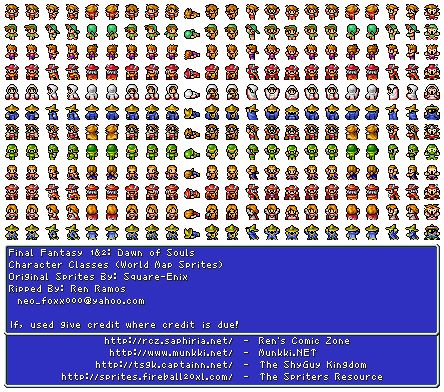 Final Fantasy 1&2: Dawn of Souls
Character Classes (World Map Sprites)
Original Sprites By: Square-Enix
Ripped By: Ren Ramos
neo_foxx000@yahoo.com
If, used give credit where credit is due!
http://rcz.saphiria.net/ - Ren's Comic Zone
http://www.munkki.net/ - Munkki.NET
http://tsgk.captainn.net/ - The ShyGuy Kingdom
http://sprites.fireball20xl.com/ - The Spriters Resource